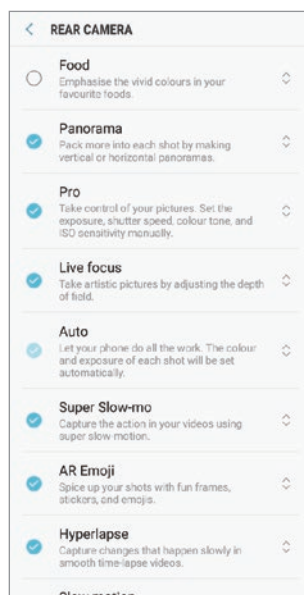 REAR CAMERA
Food
Emphasise the vivid colours in your
favourite foods.
Panorama
Pack more into each shot by making
vertical or horizontal panoramas.
Pro
Take control of your pictures. Set the
exposure, shutter speed, colour tone, and
ISO sensitivity manually.
Live focus
Take artistic pictures by adjusting the depth
of field.
Auto
Let your phone do all the work. The colour
and exposure of each shot will be set
automatically.
Super Slow-mo
Capture the action in your videos using
super slow motion.
AR Emoji
Spice up your shots with fun frames,
stickers, and emojis.
Hyperlapse
Capture changes that happen slowly in
smooth time-lapse videos.
Slow motion